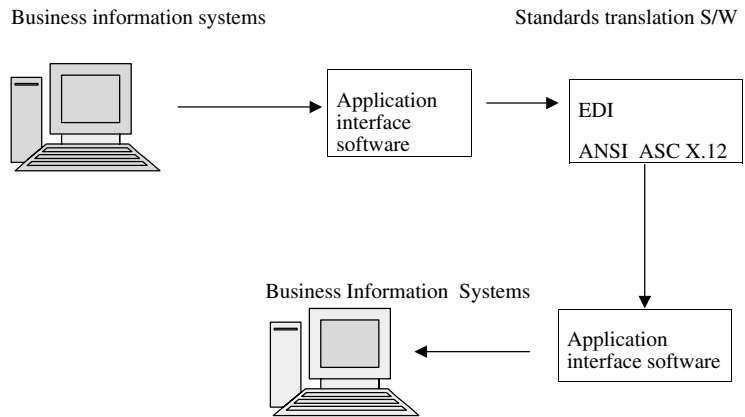 Business information systems
Standards translation S/W
Application
interface
software
EDI
ANSI ASC X.12
Business Information Systems
Application
interface software